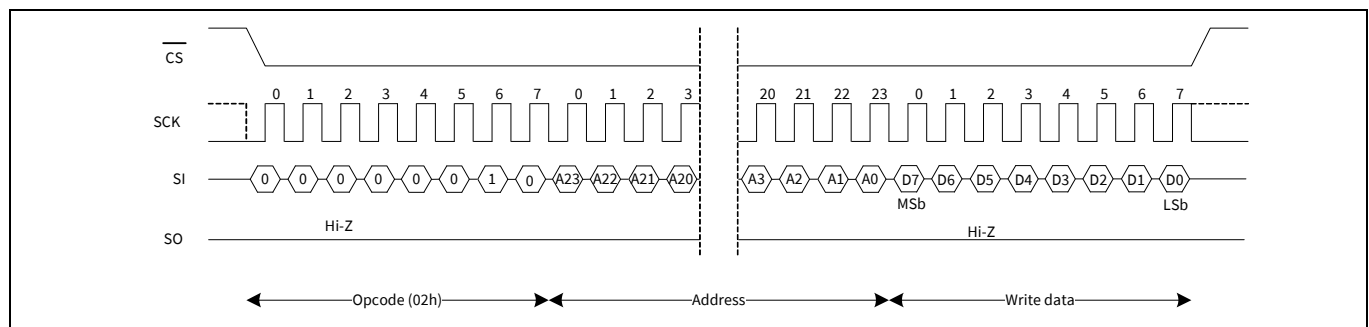 CS
0 1 2 3 4 5 6 7 0 1 2 3 20 21 22 23 0 1 2 3 4 5 6 7
SCK
SI 0 0 0 0 0 0 1 0 A23 A22 A21 A20 A3 A2 A1 A0 D7 D6 D5 D4 D3 D2 D1 D0
MSb LSb
Hi-Z Hi-Z
SO
Opcode (02h) Address Write data